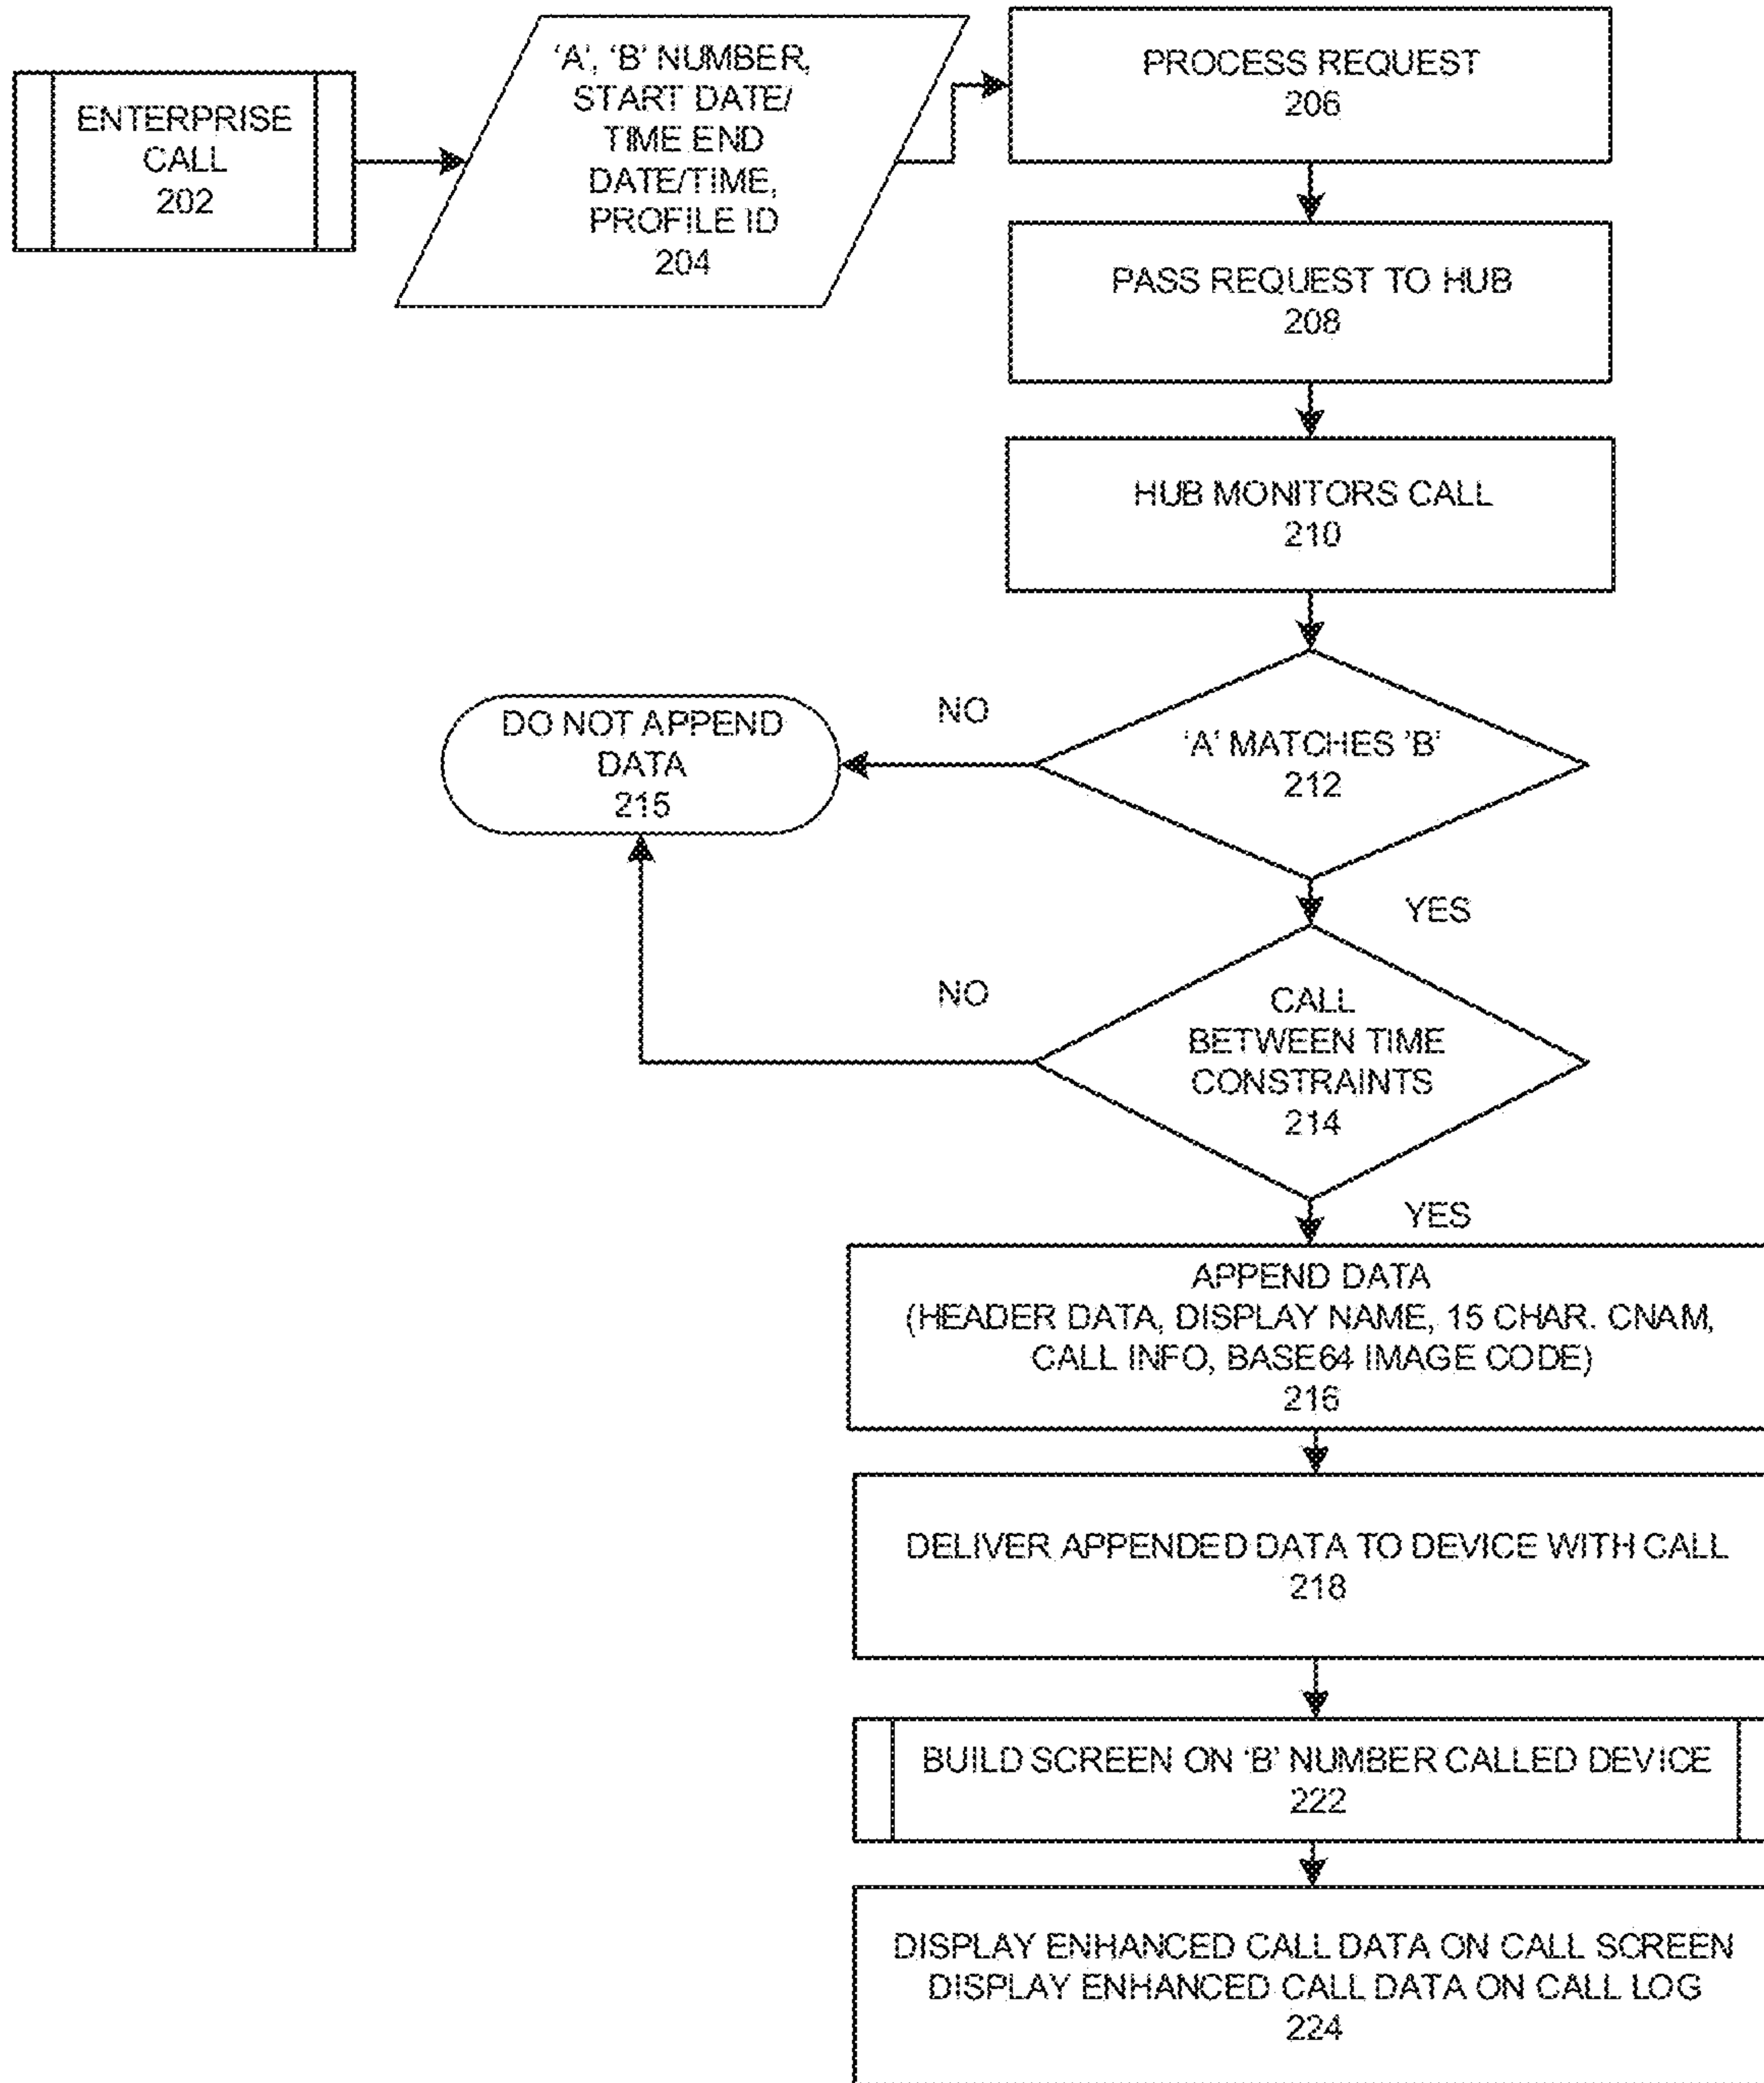 ENTERPRISE
CALL
202
‘A’, ‘B’ NUMBER,
START DATE/
TIME END
DATE/TIME,
PROFILE ID
204
PROCESS REQUEST
206
PASS REQUEST TO HUB
208
HUB MONITORS CALL
210
‘A’ MATCHES ‘B’
212
NO
DO NOT APPEND
DATA
215
YES
CALL
BETWEEN TIME
CONSTRAINTS
214
NO
YES
APPEND DATA
(HEADER DATA, DISPLAY NAME, 15 CHAR. CNAM,
CALL INFO, BASE64 IMAGE CODE)
216
DELIVER APPENDED DATA TO DEVICE WITH CALL
218
BUILD SCREEN ON ‘B’ NUMBER CALLED DEVICE
222
DISPLAY ENHANCED CALL DATA ON CALL SCREEN
DISPLAY ENHANCED CALL DATA ON CALL LOG
224